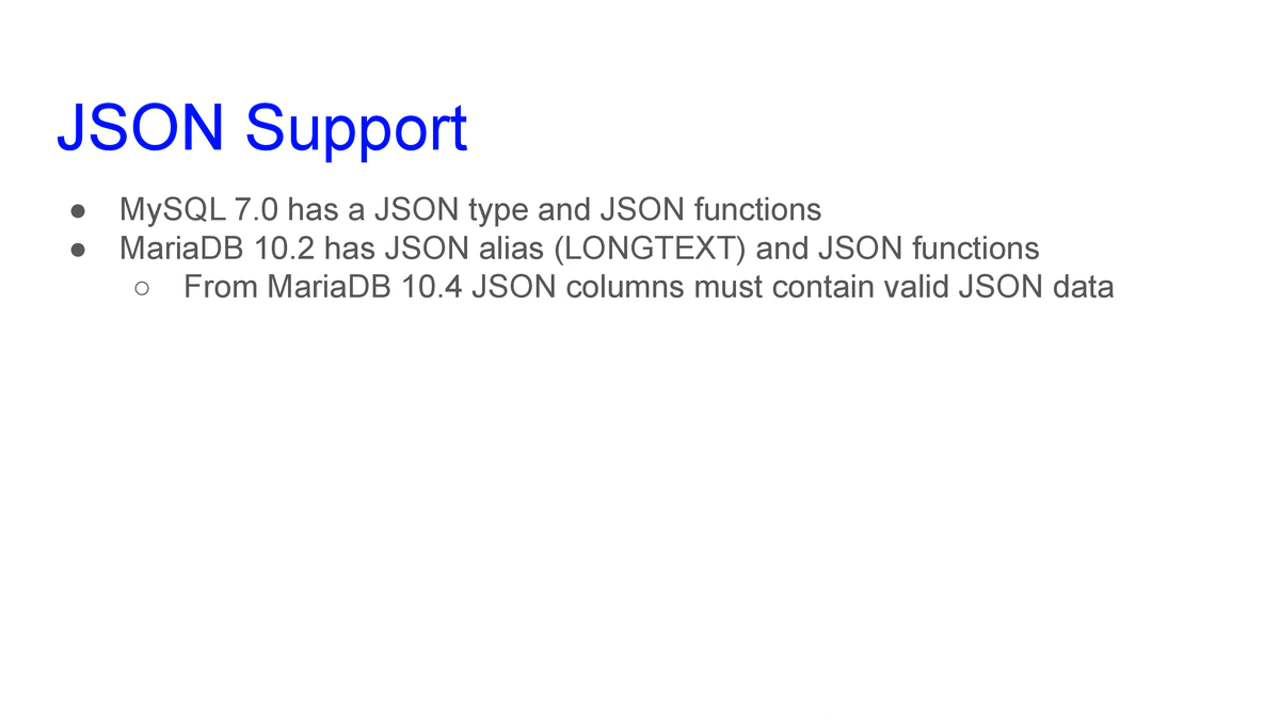 JSON Support
● MySQL 7.0 has a JSON type and JSON functions
● MariaDB 10.2 has JSON alias (LONGTEXT) and JSON functions
○ From MariaDB 10.4 JSON columns must contain valid JSON data